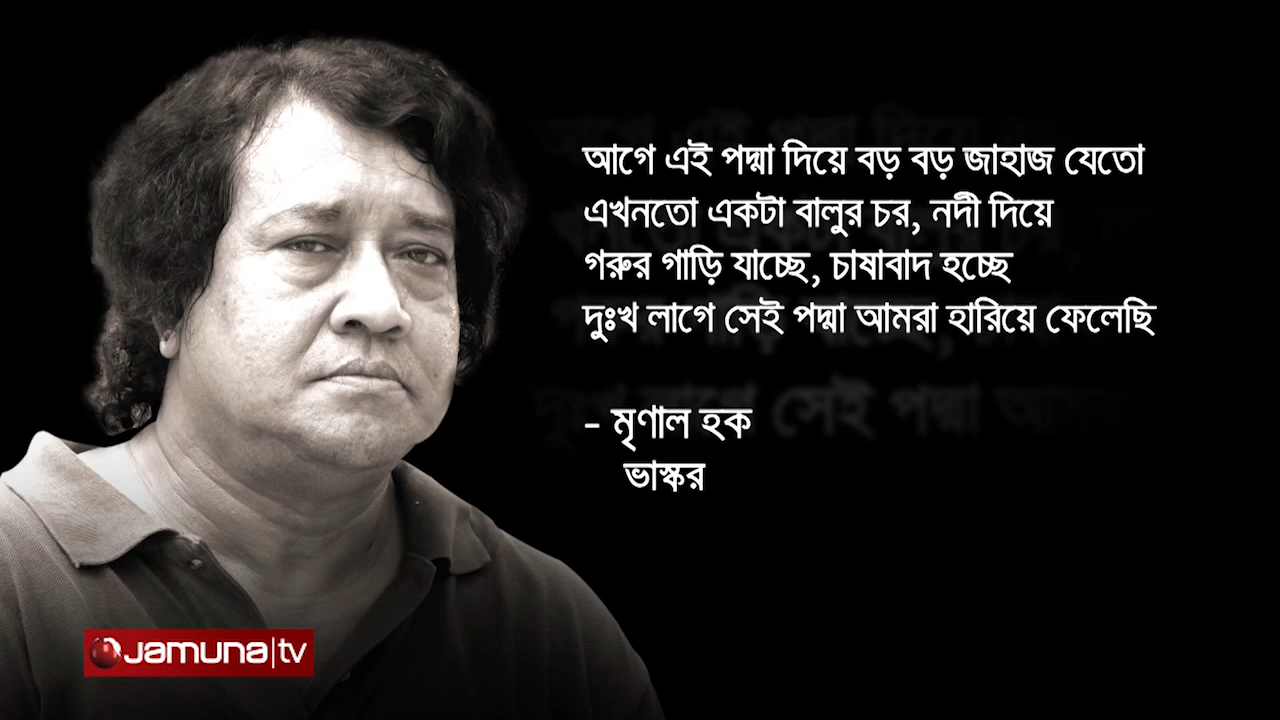 আগে এই পদ্মা দিয়ে বড় বড় জাহাজ যেতো
এখনতো একটা বালুর চর, নদী দিয়ে
গরুর গাড়ি যাচ্ছে, চাষাবাদ হচ্ছে
দুঃখ লাগে সেই পদ্মা আমরা হারিয়ে ফেলেছি
- মৃণাল হক
ভাস্কর
JAMUNA|tv